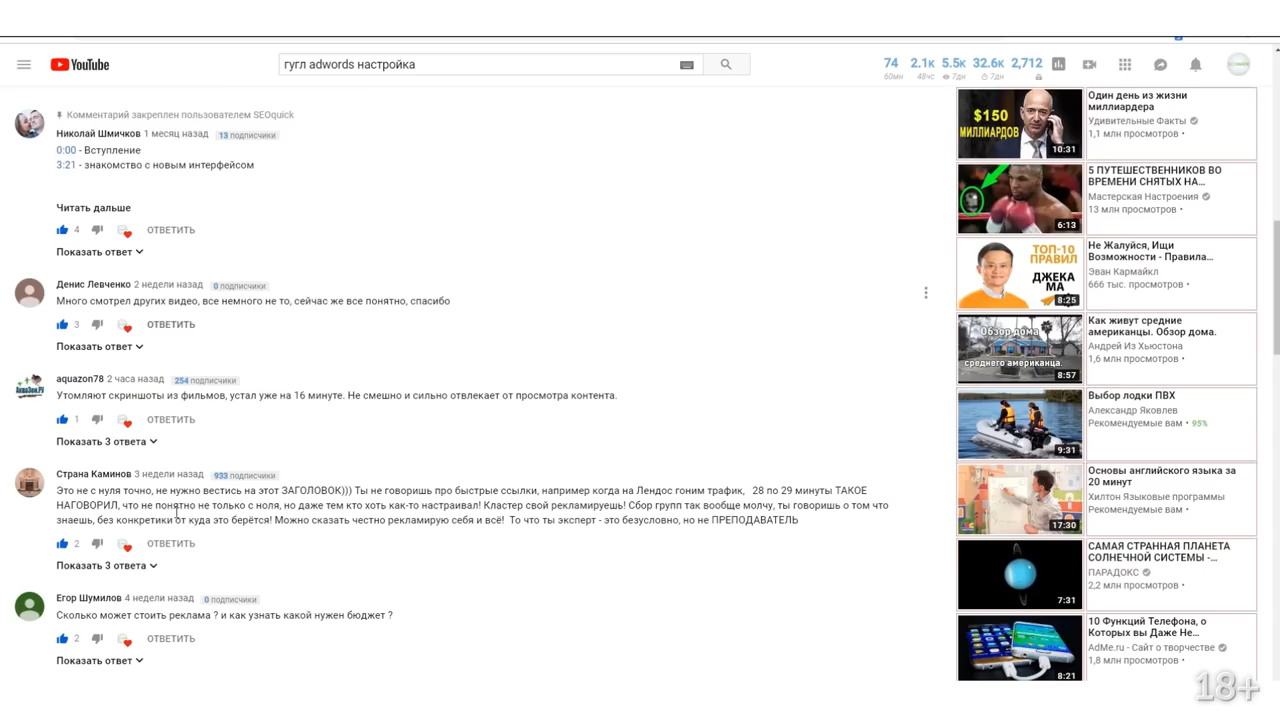 YouTube
гугл adwords настройка
74 2.1k 5.5k 32.6k 2,712
60мн 48чс 7дн 7дн
Комментарий закреплен пользователем SEOquick
Николай Шмичков 1 месяц назад 13 подписчики
0:00 - Вступление
3:21 - знакомство с новым интерфейсом
Читать дальше
4 ОТВЕТИТЬ
Показать ответ
Денис Левченко 2 недели назад 0 подписчики
Много смотрел других видео, все немного не то, сейчас же все понятно, спасибо
3 ОТВЕТИТЬ
Показать ответ
aquazon78 2 часа назад 254 подписчики
Утомляют скриншоты из фильмов, устал уже на 16 минуте. Не смешно и сильно отвлекает от просмотра контента.
1 ОТВЕТИТЬ
Показать 3 ответа
Страна Каминов 3 недели назад 933 подписчики
Это не с нуля точно, не нужно вестись на этот ЗАГОЛОВОК))) Ты не говоришь про быстрые ссылки, например когда на Лендос гоним трафик, 28 по 29 минуты ТАКОЕ
НАГОВОРИЛ, что не понятно не только с ноля, но даже тем кто хоть как-то настраивал! Кластер свой рекламируешь! Сбор групп так вообще молчу, ты говоришь о том что
знаешь, без конкретики от куда это берётся! Можно сказать честно рекламирую себя и всё! То что ты эксперт - это безусловно, но не ПРЕПОДАВАТЕЛЬ
2 ОТВЕТИТЬ
Показать 3 ответа
Егор Шумилов 4 недели назад 0 подписчики
Сколько может стоить реклама ? и как узнать какой нужен бюджет ?
2 ОТВЕТИТЬ
Показать ответ
$150
МИЛЛИАРДОВ
10:31
Один день из жизни
миллиардера
Удивительные Факты
1,1 млн просмотров •
6:13
5 ПУТЕШЕСТВЕННИКОВ ВО
ВРЕМЕНИ СНЯТЫХ НА...
Мастерская Настроения
13 млн просмотров •
ТОП-10
ПРАВИЛ
ДЖЕКА
МА
8:25
Не Жалуйся, Ищи
Возможности - Правила...
Эван Кармайкл
666 тыс. просмотров •
Обзор дома
среднего американца.
8:57
Как живут средние
американцы. Обзор дома.
Андрей Из Хьюстона
1,6 млн просмотров •
9:31
Выбор лодки ПВХ
Александр Яковлев
Рекомендуемые вам • 95%
17:30
Основы английского языка за
20 минут
Хилтон Языковые программы
Рекомендуемые вам •
7:31
САМАЯ СТРАННАЯ ПЛАНЕТА
СОЛНЕЧНОЙ СИСТЕМЫ -...
ПАРАДОКС
2,2 млн просмотров •
8:21
10 Функций Телефона, о
Которых вы Даже Не...
AdMe.ru - Сайт о творчестве
1,8 млн просмотров •
18+